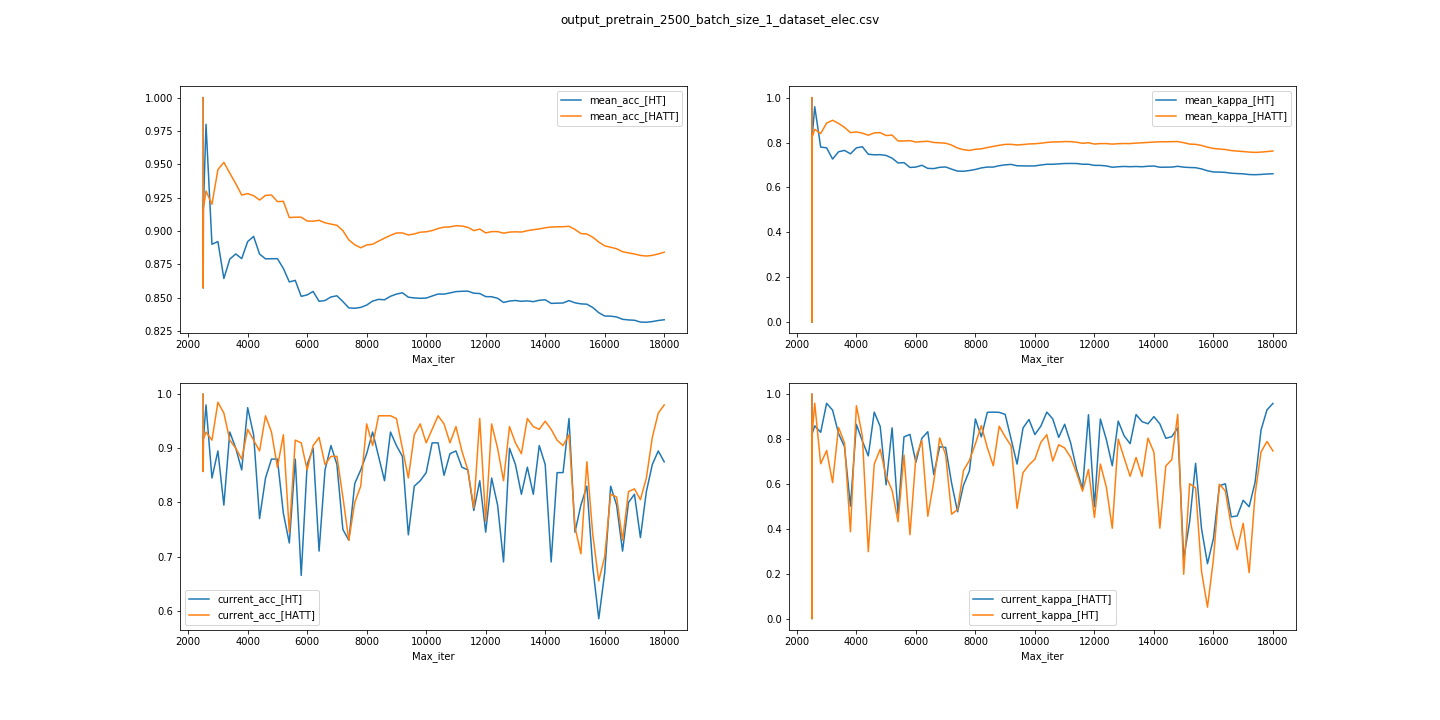 output_pretrain_2500_batch_size_1_dataset_elec.csv
1.000
0.975
0.950
0.925
0.900
0.875
0.850
0.825
mean_acc_[HT]
mean_acc_[HATT]
2000 4000 6000 8000 10000 12000 14000 16000 18000
Max_iter
1.0
0.8
0.6
0.4
0.2
0.0
mean_kappa_[HT]
mean_kappa_[HATT]
2000 4000 6000 8000 10000 12000 14000 16000 18000
Max_iter
1.0
0.9
0.8
0.7
0.6
current_acc_[HT]
current_acc_[HATT]
2000 4000 6000 8000 10000 12000 14000 16000 18000
Max_iter
1.0
0.8
0.6
0.4
0.2
0.0
current_kappa_[HATT]
current_kappa_[HT]
2000 4000 6000 8000 10000 12000 14000 16000 18000
Max_iter